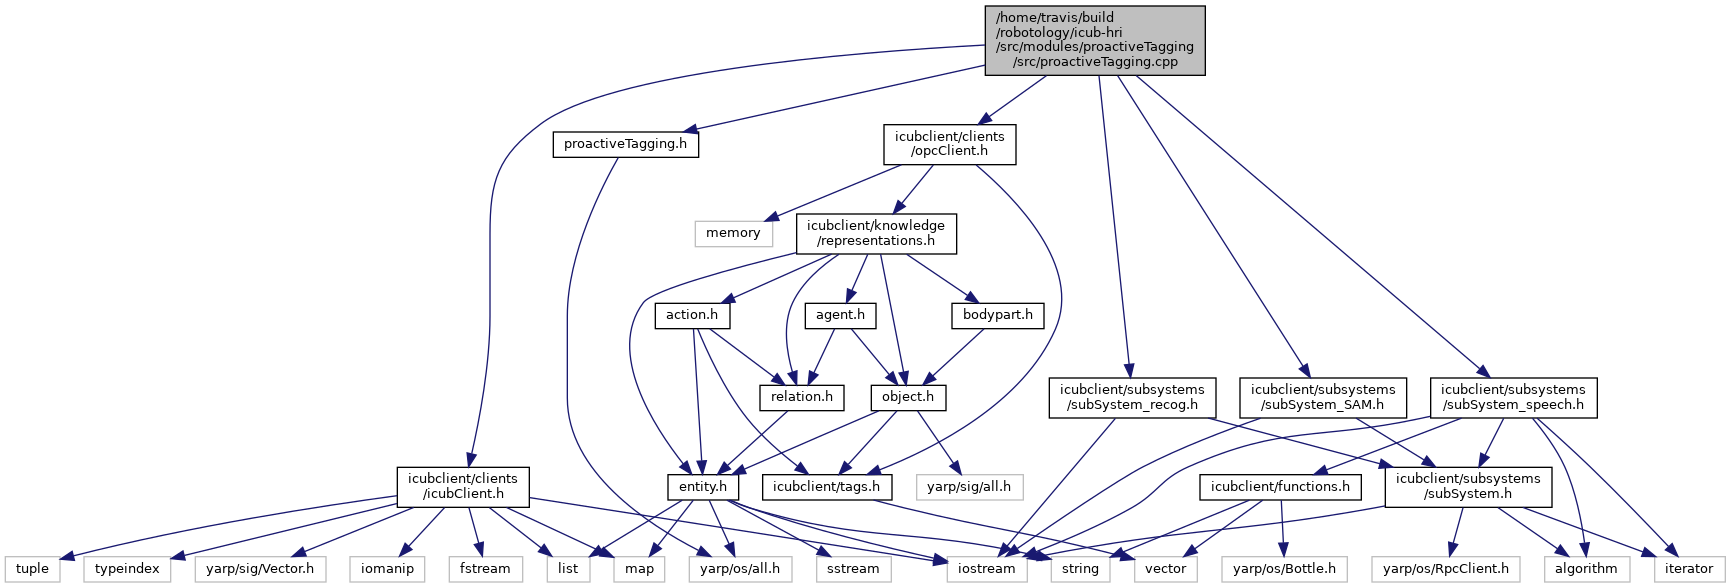 /home/travis/build
/robotology/icub-hri
/src/modules/proactiveTagging
/src/proactiveTagging.cpp
proactiveTagging.h
icubclient/clients
/opcClient.h
memory
icubclient/knowledge
/representations.h
action.h
agent.h
bodypart.h
relation.h
object.h
icubclient/subsystems
/subSystem_recog.h
icubclient/subsystems
/subSystem_SAM.h
icubclient/subsystems
/subSystem_speech.h
icubclient/clients
/icubClient.h
entity.h
icubclient/tags.h
yarp/sig/all.h
icubclient/functions.h
icubclient/subsystems
/subSystem.h
tuple
typeindex
yarp/sig/Vector.h
iomanip
fstream
list
map
yarp/os/all.h
sstream
iostream
string
vector
yarp/os/Bottle.h
yarp/os/RpcClient.h
algorithm
iterator